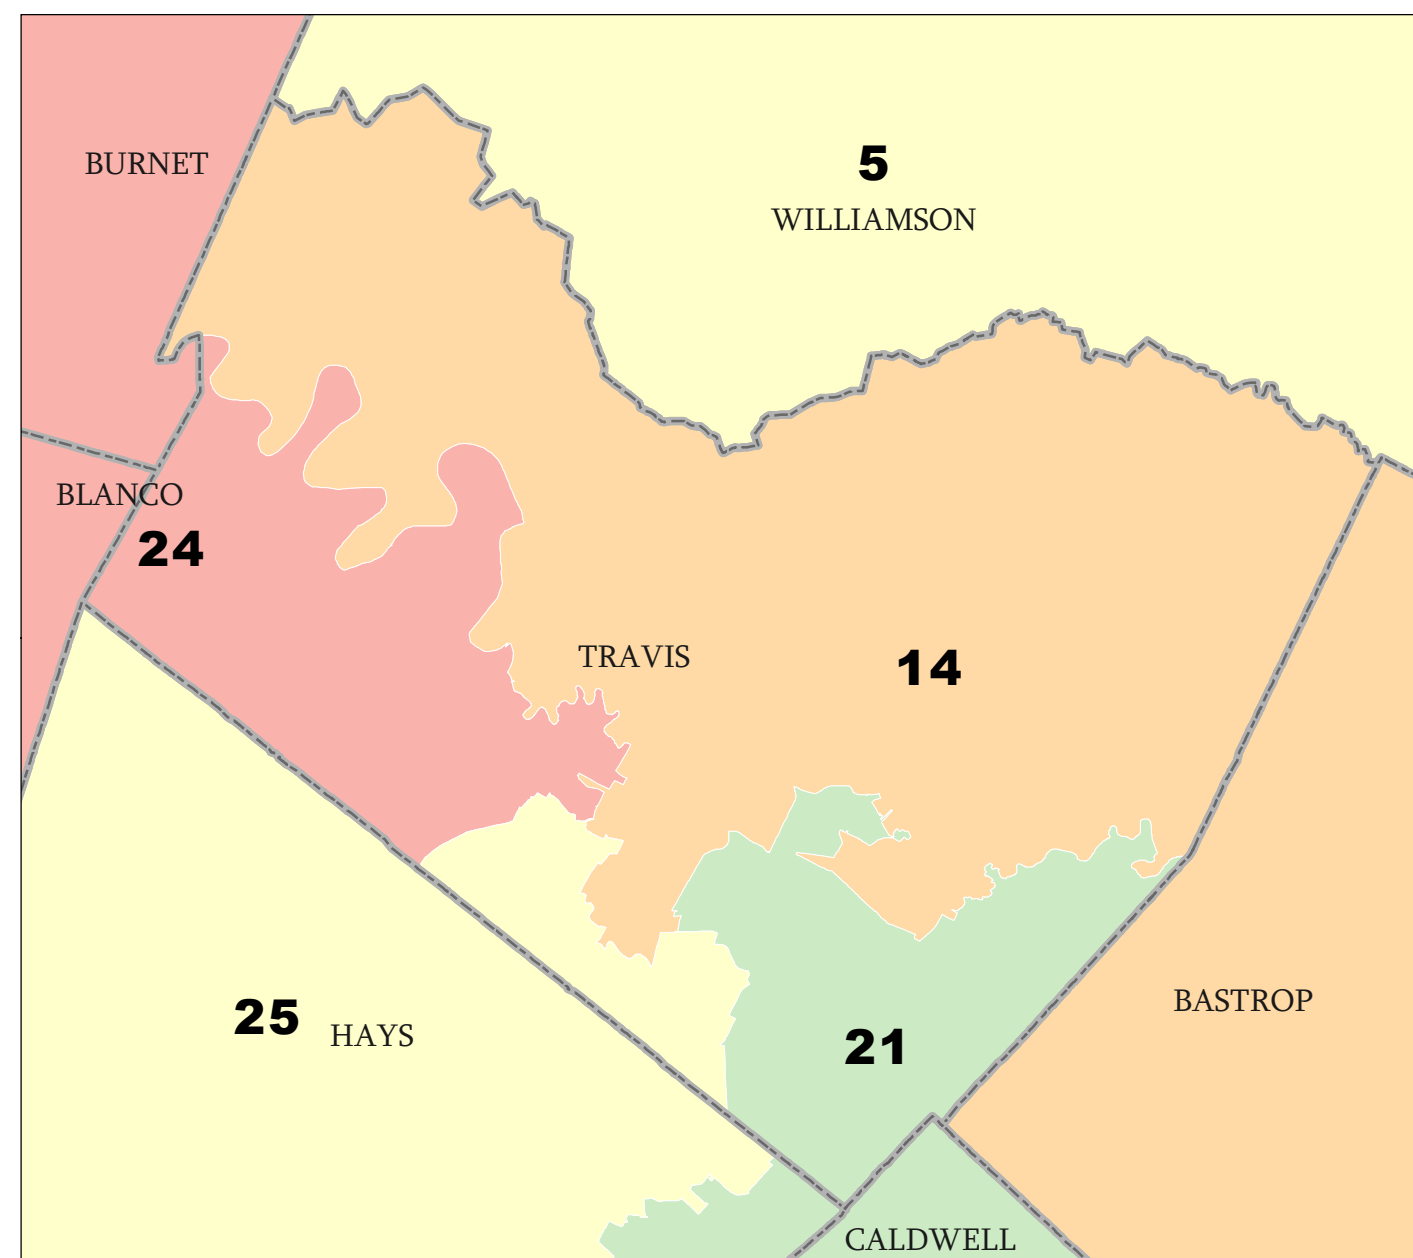 BURNET
5
WILLIAMSON
BLANCO
24
TRAVIS
14
25 HAYS
BASTROP
21
CALDWELL